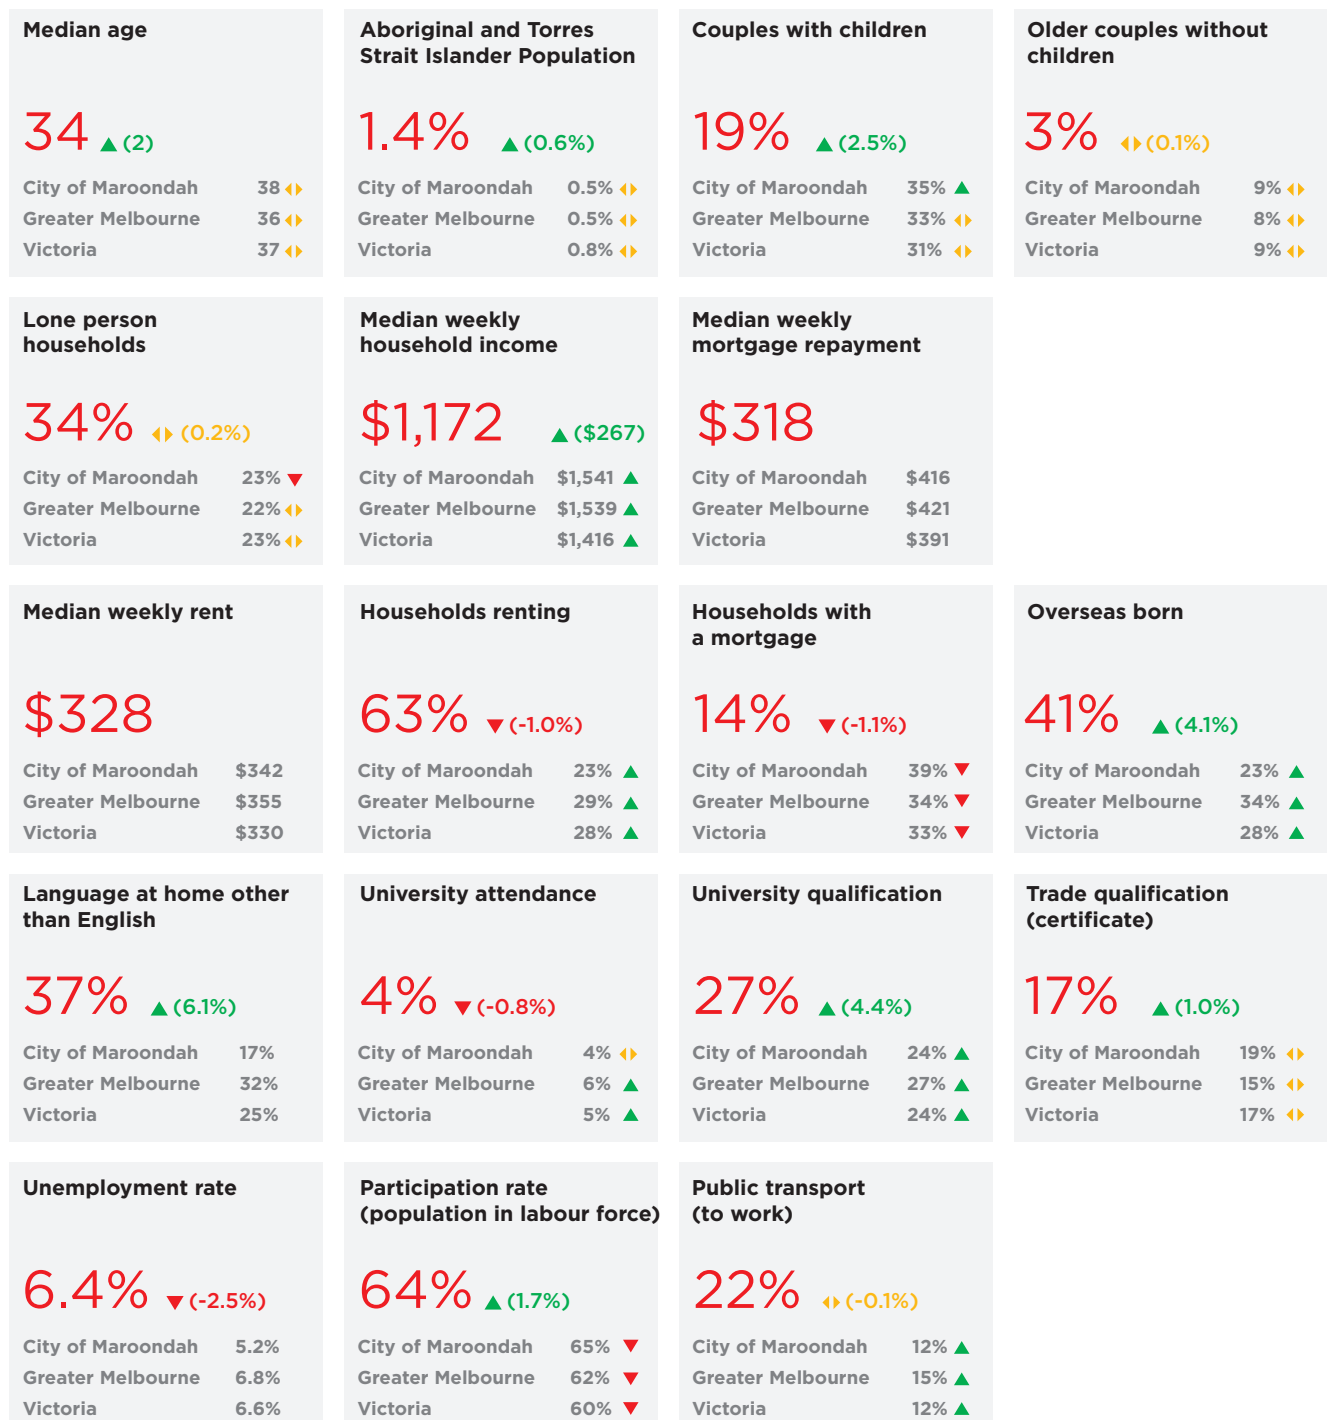 Median age
34 ▲ (2)
City of Maroondah 38
Greater Melbourne 36
Victoria 37
Aboriginal and Torres
Strait Islander Population
1.4% ▲ (0.6%)
City of Maroondah 0.5%
Greater Melbourne 0.5%
Victoria 0.8%
Couples with children
19% ▲ (2.5%)
City of Maroondah 35% ▲
Greater Melbourne 33%
Victoria 31%
Older couples without
children
3% (0.1%)
City of Maroondah 9%
Greater Melbourne 8%
Victoria 9%
Lone person
households
34% (0.2%)
City of Maroondah 23% ▼
Greater Melbourne 22%
Victoria 23%
Median weekly
household income
$1,172 ▲ ($267)
City of Maroondah $1,541 ▲
Greater Melbourne $1,539 ▲
Victoria $1,416 ▲
Median weekly
mortgage repayment
$318
City of Maroondah $416
Greater Melbourne $421
Victoria $391
Median weekly rent
$328
City of Maroondah $342
Greater Melbourne $355
Victoria $330
Households renting
63% ▼ (-1.0%)
City of Maroondah 23% ▲
Greater Melbourne 29% ▲
Victoria 28% ▲
Households with
a mortgage
14% ▼ (-1.1%)
City of Maroondah 39% ▼
Greater Melbourne 34% ▼
Victoria 33% ▼
Overseas born
41% ▲ (4.1%)
City of Maroondah 23% ▲
Greater Melbourne 34% ▲
Victoria 28% ▲
Language at home other
than English
37% ▲ (6.1%)
City of Maroondah 17%
Greater Melbourne 32%
Victoria 25%
University attendance
4% ▼ (-0.8%)
City of Maroondah 4%
Greater Melbourne 6% ▲
Victoria 5% ▲
University qualification
27% ▲ (4.4%)
City of Maroondah 24% ▲
Greater Melbourne 27% ▲
Victoria 24% ▲
Trade qualification
(certificate)
17% ▲ (1.0%)
City of Maroondah 19%
Greater Melbourne 15%
Victoria 17%
Unemployment rate
6.4% ▼ (-2.5%)
City of Maroondah 5.2%
Greater Melbourne 6.8%
Victoria 6.6%
Participation rate
(population in labour force)
64% ▲ (1.7%)
City of Maroondah 65% ▼
Greater Melbourne 62% ▼
Victoria 60% ▼
Public transport
(to work)
22% (-0.1%)
City of Maroondah 12% ▲
Greater Melbourne 15% ▲
Victoria 12% ▲